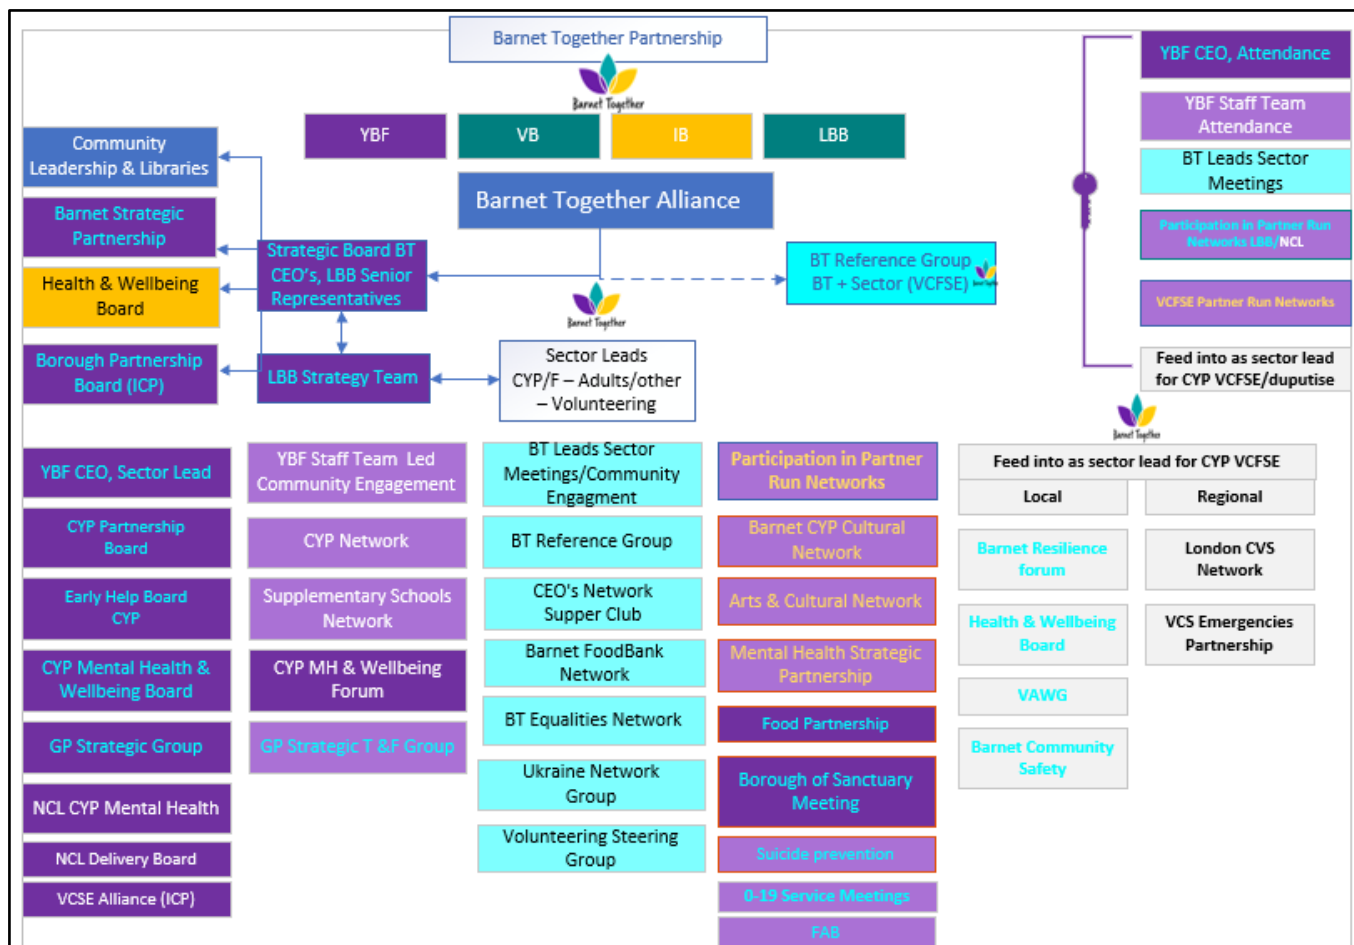 Barnet Together Partnership
Barnet Together
YBF
VB
IB
LBB
Barnet Together Alliance
Community
Leadership & Libraries
Barnet Strategic
Partnership
Health & Wellbeing
Board
Borough Partnership
Board (ICP)
Strategic Board BT
CEO's, LBB Senior
Representatives
LBB Strategy Team
BT Reference Group
BT + Sector (VCFSE)
Barnet Together
Sector Leads
CYP/F – Adults/other
– Volunteering
YBF CEO, Attendance
YBF Staff Team
Attendance
BT Leads Sector
Meetings
Participation in Partner Run
Networks LBB/NCL
VCFSE Partner Run Networks
Feed into as sector lead
for CYP VCFSE/duputise
Barnet Together
YBF CEO, Sector Lead
CYP Partnership
Board
Early Help Board
CYP
CYP Mental Health &
Wellbeing Board
GP Strategic Group
NCL CYP Mental Health
NCL Delivery Board
VCSE Alliance (ICP)
YBF Staff Team Led
Community Engagement
CYP Network
Supplementary Schools
Network
CYP MH & Wellbeing
Forum
GP Strategic T &F Group
BT Leads Sector
Meetings/Community
Engagment
BT Reference Group
CEO's Network
Supper Club
Barnet FoodBank
Network
BT Equalities Network
Ukraine Network
Group
Volunteering Steering
Group
Participation in Partner
Run Networks
Barnet CYP Cultural
Network
Arts & Cultural Network
Mental Health Strategic
Partnership
Food Partnership
Borough of Sanctuary
Meeting
Suicide prevention
0-19 Service Meetings
FAB
Feed into as sector lead for CYP VCFSE
Local
Regional
Barnet Resilience
forum
Health & Wellbeing
Board
VAWG
Barnet Community
Safety
London CVS
Network
VCS Emergencies
Partnership